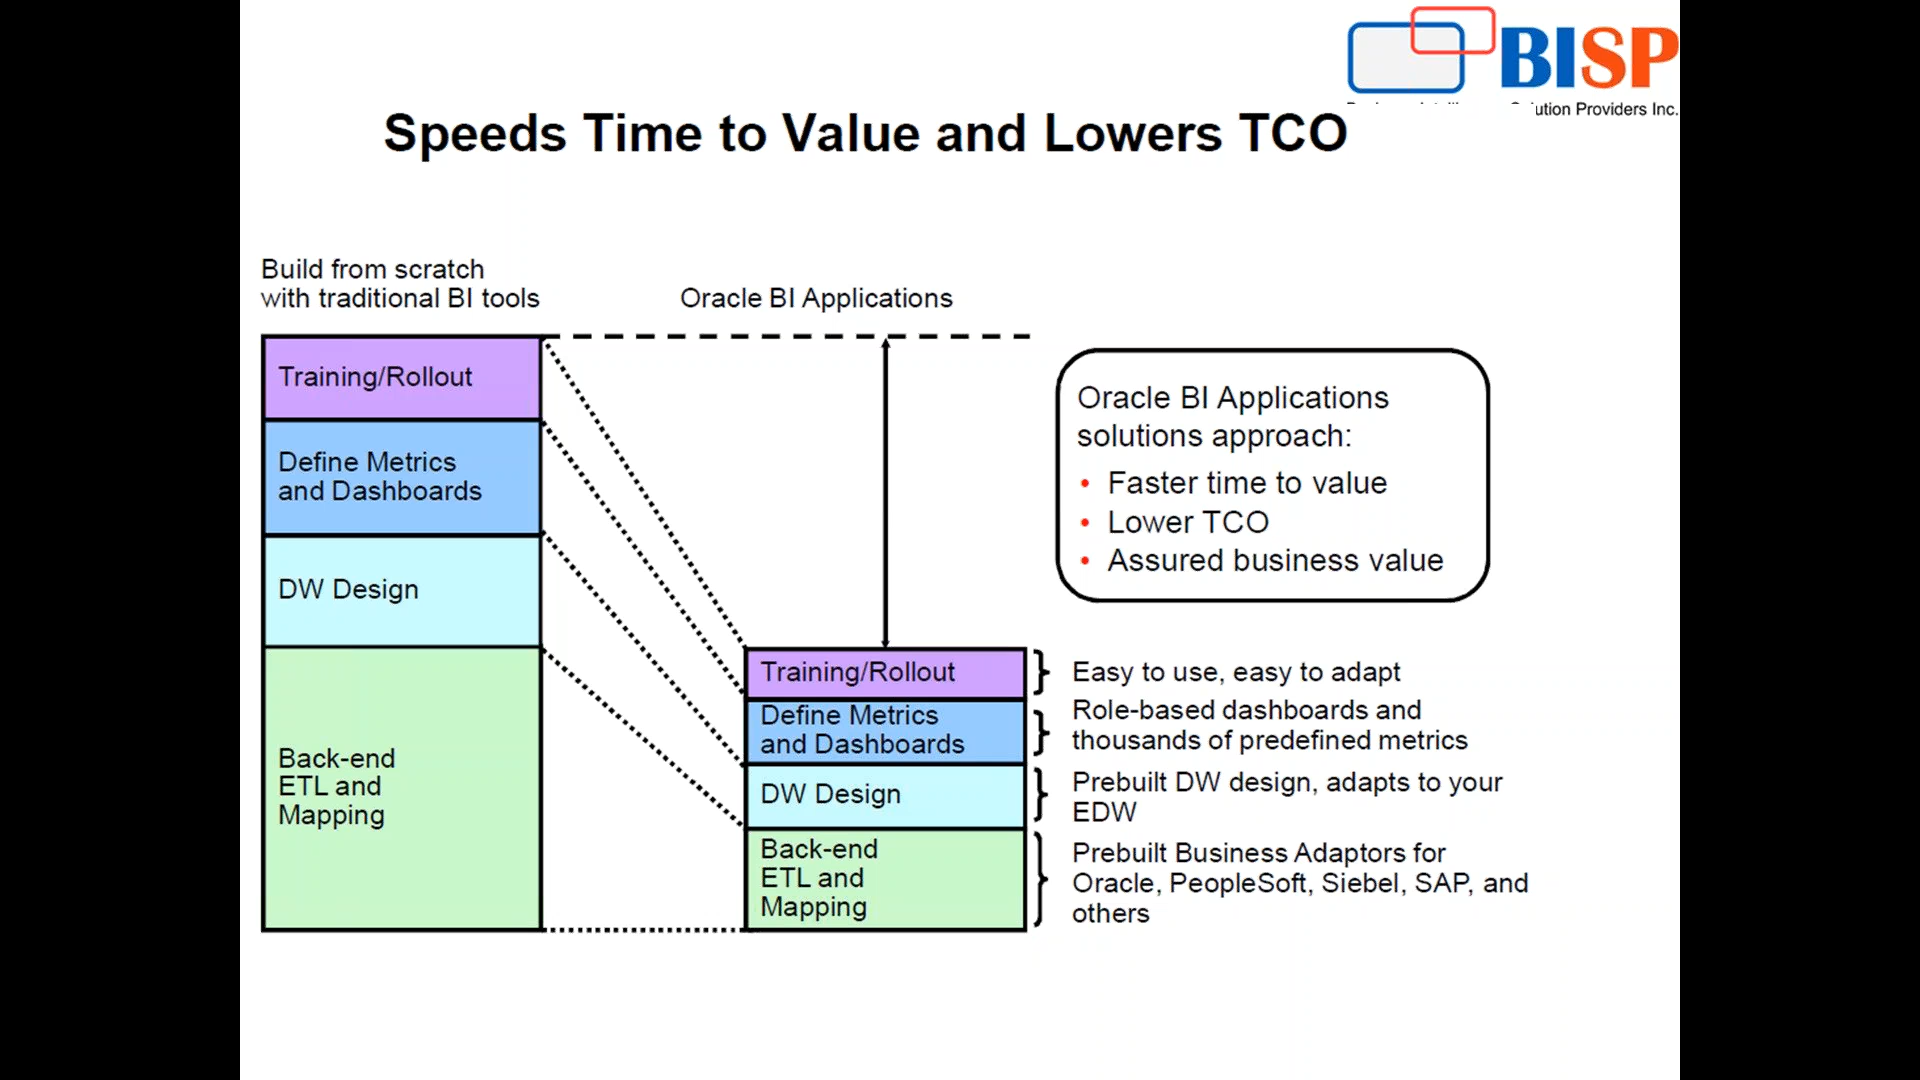 BISP
ution Providers Inc.
Speeds Time to Value and Lowers TCO
Build from scratch
with traditional BI tools
Oracle BI Applications
Training/Rollout
Define Metrics
and Dashboards
DW Design
Back-end
ETL and
Mapping
Oracle BI Applications
solutions approach:
• Faster time to value
• Lower TCO
• Assured business value
Training/Rollout
Define Metrics
and Dashboards
DW Design
Back-end
ETL and
Mapping
Easy to use, easy to adapt
Role-based dashboards and
thousands of predefined metrics
Prebuilt DW design, adapts to your
EDW
Prebuilt Business Adaptors for
Oracle, PeopleSoft, Siebel, SAP, and
others